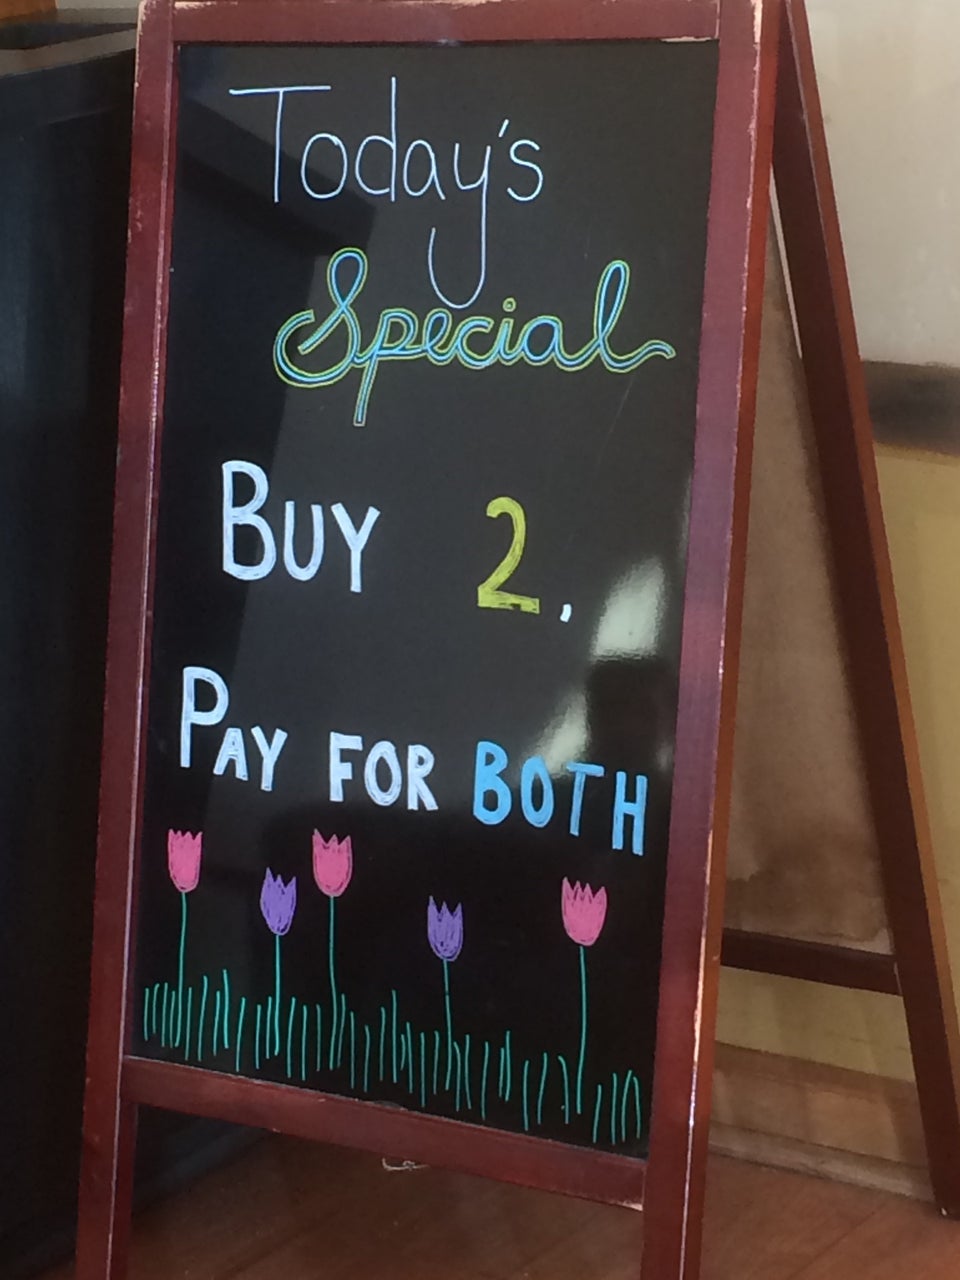 Today's
Special
BUY 2,
PAY FOR BOTH